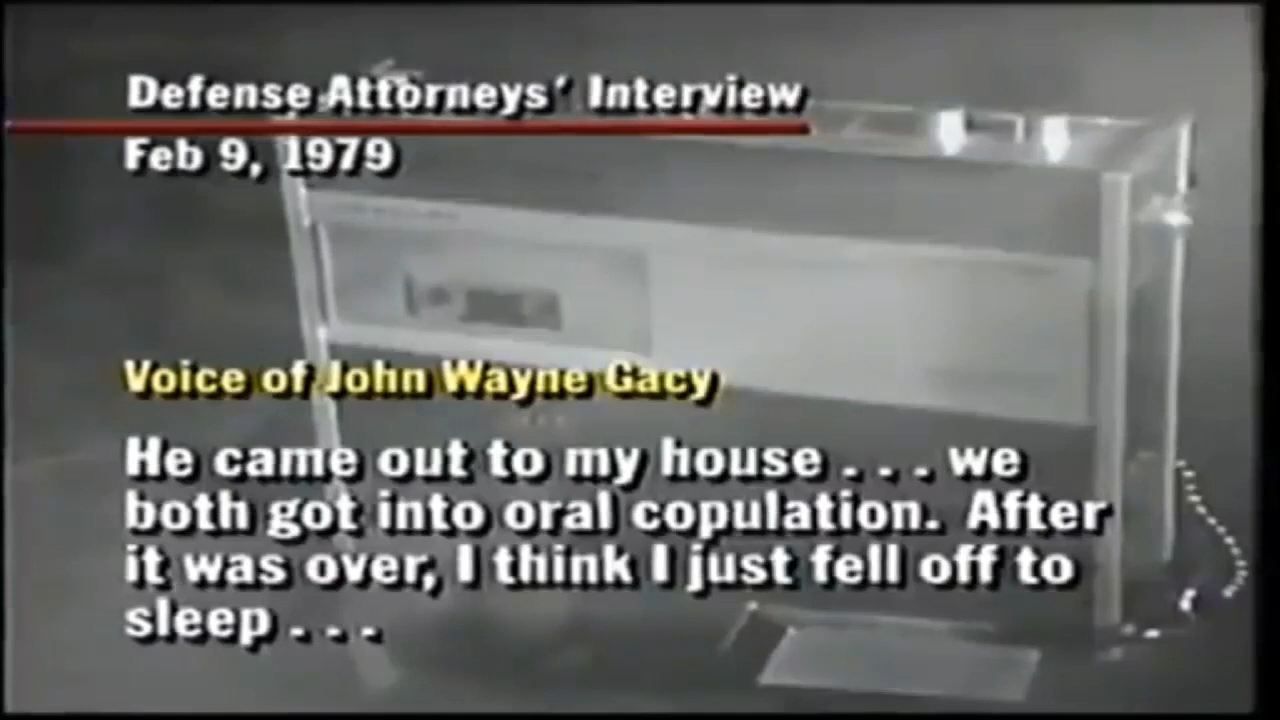 Defense Attorneys' Interview
Feb 9, 1979
Voice of John Wayne Gacy
He came out to my house . . . we
both got into oral copulation. After
it was over, I think I just fell off to
sleep . . .